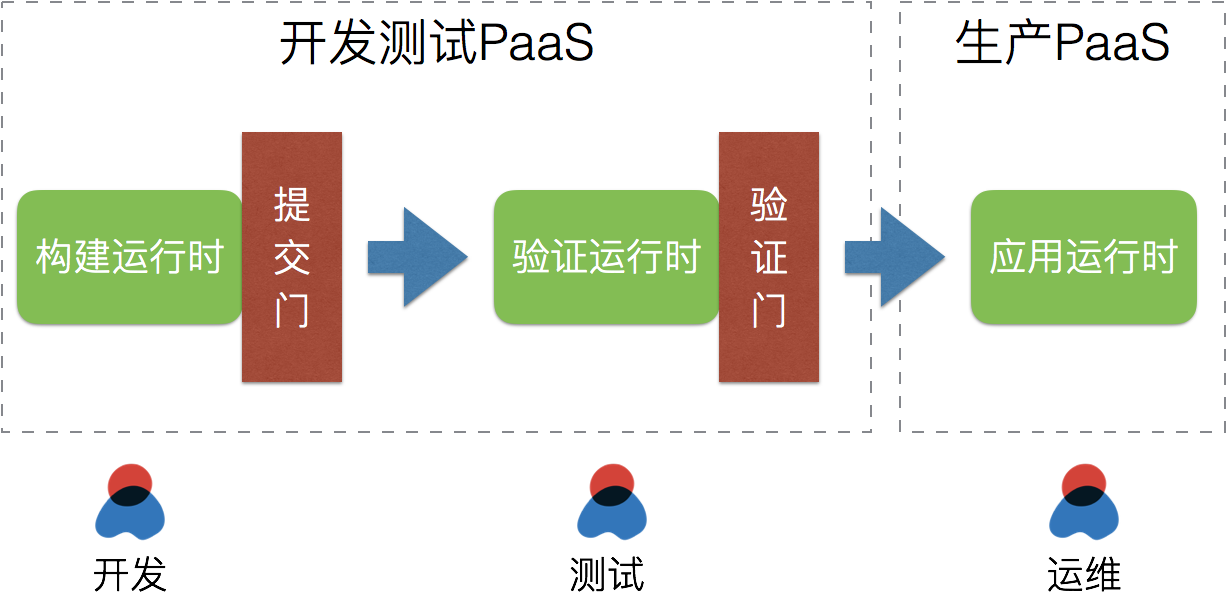 开发测试PaaS
生产PaaS
构建运行时
提交门
验证运行时
验证门
应用运行时
开发
测试
运维